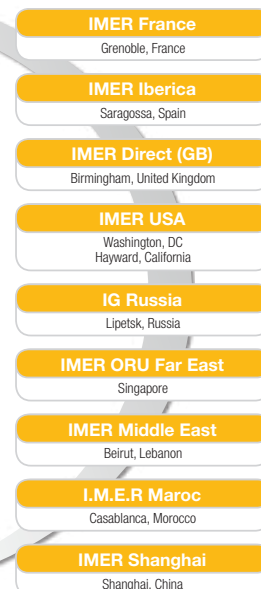 IMER France
Grenoble, France
IMER Iberica
Saragossa, Spain
IMER Direct (GB)
Birmingham, United Kingdom
IMER USA
Washington, DC
Hayward, California
IG Russia
Lipetsk, Russia
IMER ORU Far East
Singapore
IMER Middle East
Beirut, Lebanon
I.M.E.R Maroc
Casablanca, Morocco
IMER Shanghai
Shanghai, China